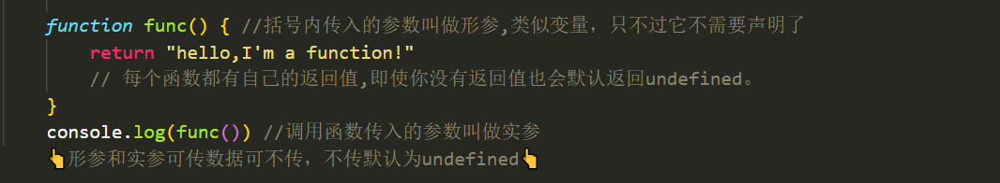 function func() { //括号内传入的参数叫做形参,类似变量，只不过它不需要声明了
return "hello,I'm a function!"
// 每个函数都有自己的返回值,即使你没有返回值也会默认返回undefined。
}
console.log(func()) //调用函数传入的参数叫做实参
👆形参和实参可传数据可不传，不传默认为undefined👆